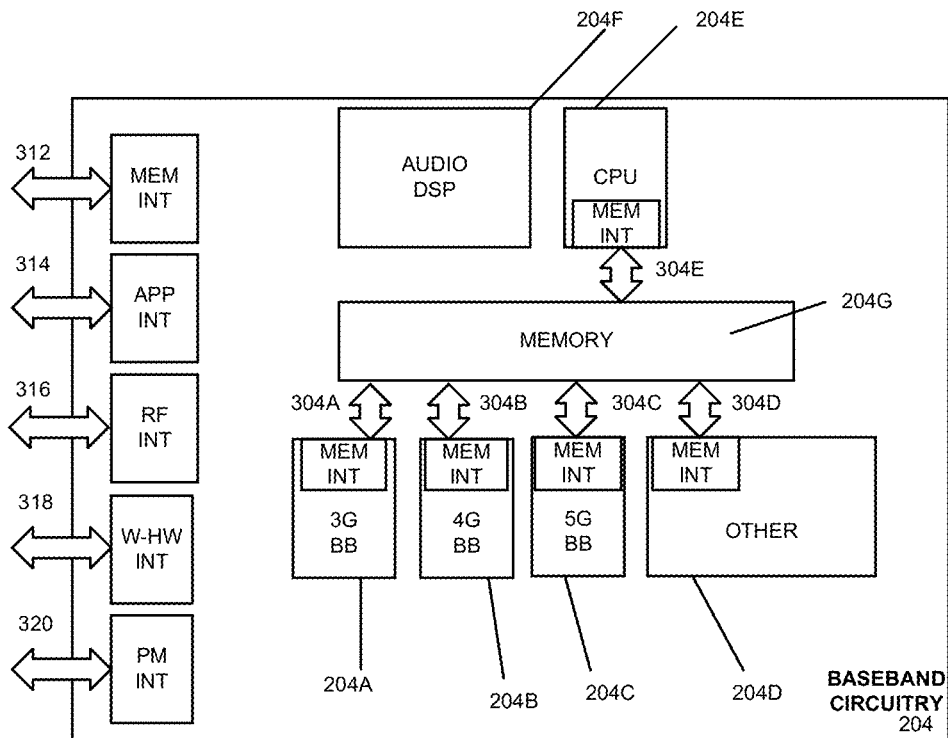 204F
204E
312
MEM
INT
AUDIO
DSP
CPU
MEM
INT
304E
314
APP
INT
204G
MEMORY
316
RF
INT
304A
304B
304C
304D
MEM
INT
MEM
INT
MEM
INT
MEM
INT
3G
BB
4G
BB
5G
BB
OTHER
318
W-HW
INT
320
PM
INT
204A
204B
204C
204D
BASEBAND
CIRCUITRY
204